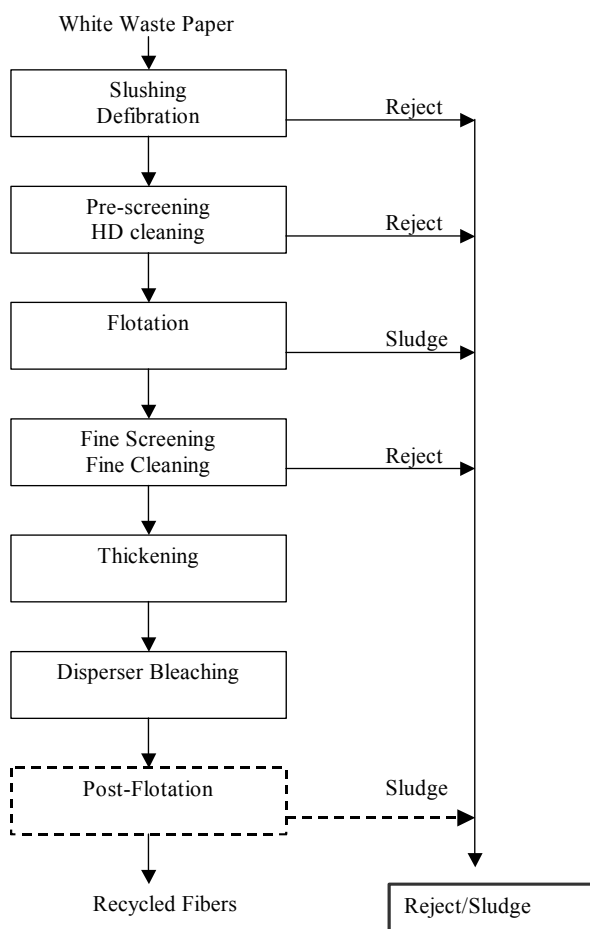 White Waste Paper
Slushing
Defibration
Reject
Pre-screening
HD cleaning
Reject
Flotation
Sludge
Fine Screening
Fine Cleaning
Reject
Thickening
Disperser Bleaching
Post-Flotation
Sludge
Recycled Fibers
Reject/Sludge